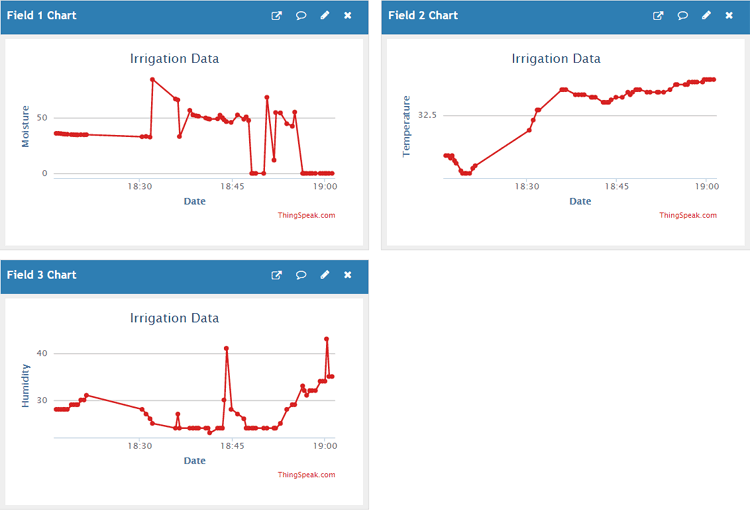 Field 1 Chart
Irrigation Data
Moisture
50
0
18:30 18:45 19:00
Date
ThingSpeak.com
Field 2 Chart
Irrigation Data
Temperature
32.5
18:30 18:45 19:00
Date
ThingSpeak.com
Field 3 Chart
Irrigation Data
Humidity
40
30
18:30 18:45 19:00
Date
ThingSpeak.com